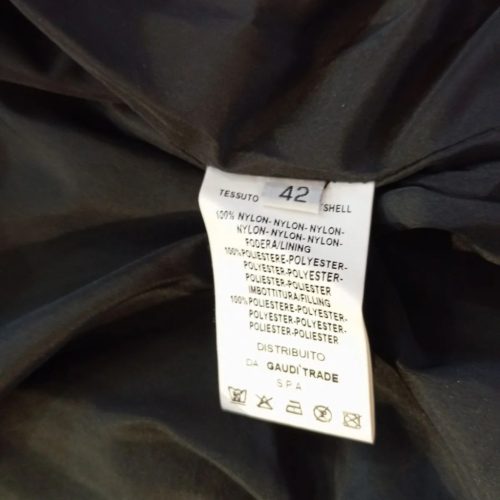 TESSUTO 42 SHELL
100% NYLON-NYLON-NYLON-
NYLON-NYLON-NYLON-NYLON
FODERA/LINING
100%POLIESTERE-POLYESTER-
POLYESTER-POLYESTER-
POLIESTER-POLIESTER
IMBOTTITURA/FILLING
100%POLIESTERE-POLYESTER-
POLYESTER-POLYESTER-
POLIESTER-POLIESTER
DISTRIBUITO
DA GAUDI'TRADE
SPA